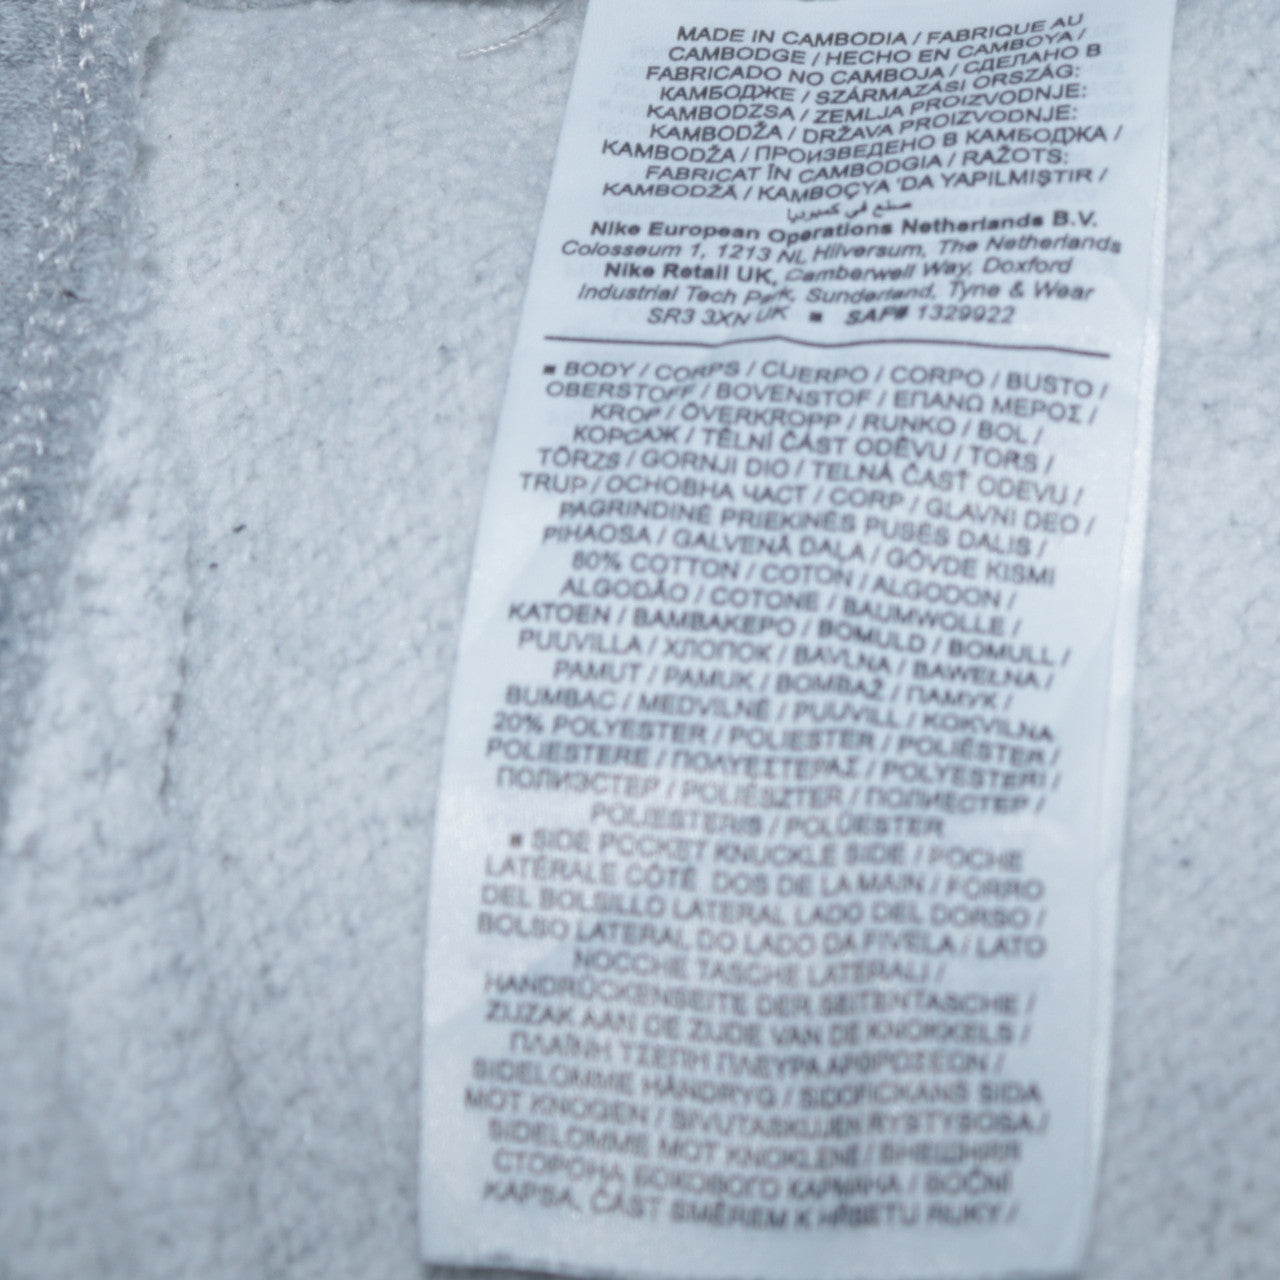 MADE IN CAMBODIA / FABRIQUE AU
CAMBODGE / HECHO EN CAMBOYA /
FABRICADO NO CAMBOJA / СДЕЛАНО В
КАМБОДЖЕ / SZÁRMAZÁSI ORSZÁG:
KAMBODZSA / ZEMLJA PROIZVODNJE:
KAMBODŽA / DRŽAVA PROIZVODNJE:
KAMBODŽA / ПРОИЗВЕДЕНО В КАМБОДЖА /
FABRICAT ÎN CAMBODGIA / RAŽOTS:
KAMBODŽĀ / KAMBOÇYA 'DA YAPILMIŞTIR /
صنع في كمبوديا
Nike European Operations Netherlands B.V.
Colosseum 1, 1213 NL Hilversum, The Netherlands
Nike Retail UK, Camberwell Way, Doxford
Industrial Tech Park, Sunderland, Tyne & Wear
SR3 3XN UK ■ SAP# 1329922
■ BODY / CORPS / CUERPO / CORPO / BUSTO /
OBERSTOFF / BOVENSTOF / ΕΠΑΝΩ ΜΕΡΟΣ /
KROP / ÖVERKROPP / RUNKO / BOL /
КОРСАЖ / TĚLNÍ ČÁST ODĚVU / TORS /
TÖRZS / GORNJI DIO / TELNÁ ČASŤ ODEVU /
TRUP / ОСНОВНА ЧАСТ / CORP / GLAVNI DEO /
PAGRINDINĖ PRIEKINĖS PUSĖS DALIS /
PIHAOSA / GALVENĀ DAĻA / GÖVDE KISMI
80% COTTON / COTON / ALGODON /
ALGODÃO / COTONE / BAUMWOLLE /
KATOEN / ΒΑΜΒΑΚΕΡΟ / BOMULD / BOMULL /
PUUVILLA / ХЛОПОК / BAVLNA / BAWEŁNA /
PAMUT / PAMUK / BOMBAŽ / ПАМУК /
BUMBAC / MEDVILNĖ / PUUVILL / KOKVILNA
20% POLYESTER / POLIESTER / POLIÉSTER /
POLIESTERE / ΠΟΛΥΕΣΤΕΡΑΣ / POLYESTERI /
ПОЛИЭСТЕР / POLIÉSZTER / ПОЛИЕСТЕР /
POLIESTERIS / POLÜESTER
■ SIDE POCKET KNUCKLE SIDE / POCHE
LATÉRALE CÔTÉ DOS DE LA MAIN / FORRO
DEL BOLSILLO LATERAL LADO DEL DORSO /
BOLSO LATERAL DO LADO DA FIVELA / LATO
NOCCHE TASCHE LATERALI /
HANDRÜCKENSEITE DER SEITENTASCHE /
ZIJZAK AAN DE ZIJDE VAN DE KNOKKELS /
ΠΛΑΪΝΗ ΤΣΕΠΗ ΠΛΕΥΡΑ ΑΡΘΡΩΣΕΩΝ /
SIDELOMME HÅNDRYG / SIDOFICKANS SIDA
MOT KNOGEN / SIVUTASKUJEN RYSTYSOSA /
SIDELOMME MOT KNOKLENE / ВНЕШНЯЯ
СТОРОНА БОКОВОГО КАРМАНА / BOČNÍ
KAPSA, ČÁST SMĚREM K HŘBETU RUKY /